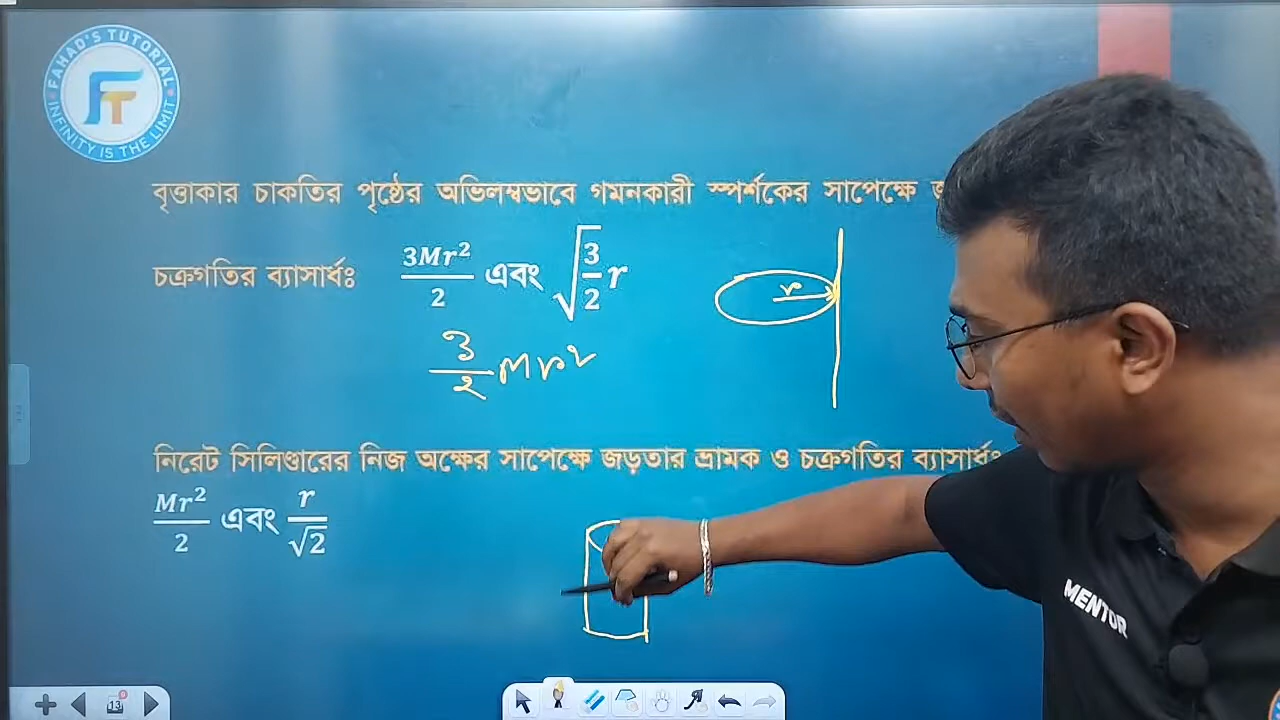 FAHAD'S TUTORIAL
FT
INFINITY IS THE LIMIT
বৃত্তাকার চাকতির পৃষ্ঠের অভিলম্বভাবে গমনকারী স্পর্শকের সাপেক্ষে
চক্রগতির ব্যাসার্ধঃ 3Mr²/2 এবং √(3/2) r
r
3/২ Mr²
নিরেট সিলিণ্ডারের নিজ অক্ষের সাপেক্ষে জড়তার ভ্রামক ও চক্রগতির ব্যাসার্ধঃ
Mr²/2 এবং r/√2
MENTOR
13